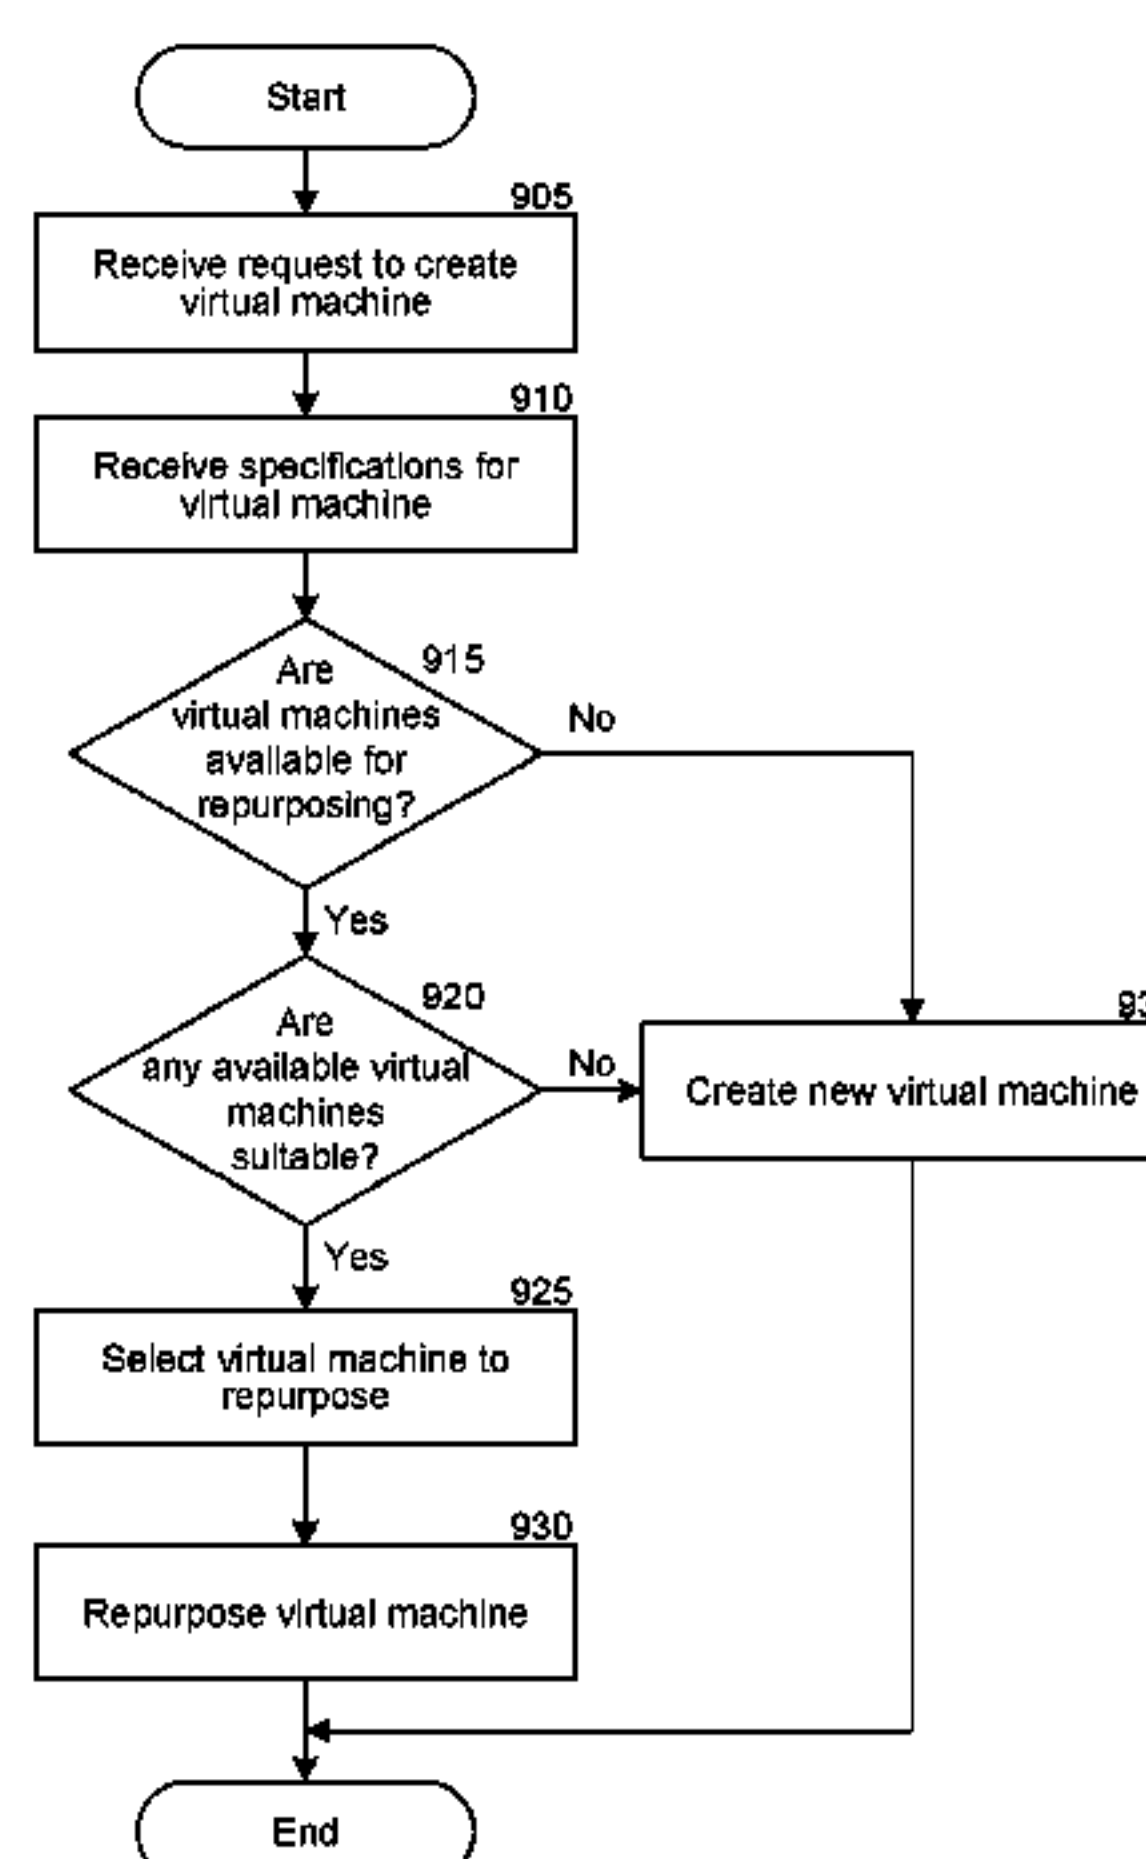 Start
905
Receive request to create
virtual machine
910
Receive specifications for
virtual machine
915
Are
virtual machines
available for
repurposing?
No
Yes
920
Are
any available virtual
machines
suitable?
No
Create new virtual machine
Yes
925
Select virtual machine to
repurpose
930
Repurpose virtual machine
End